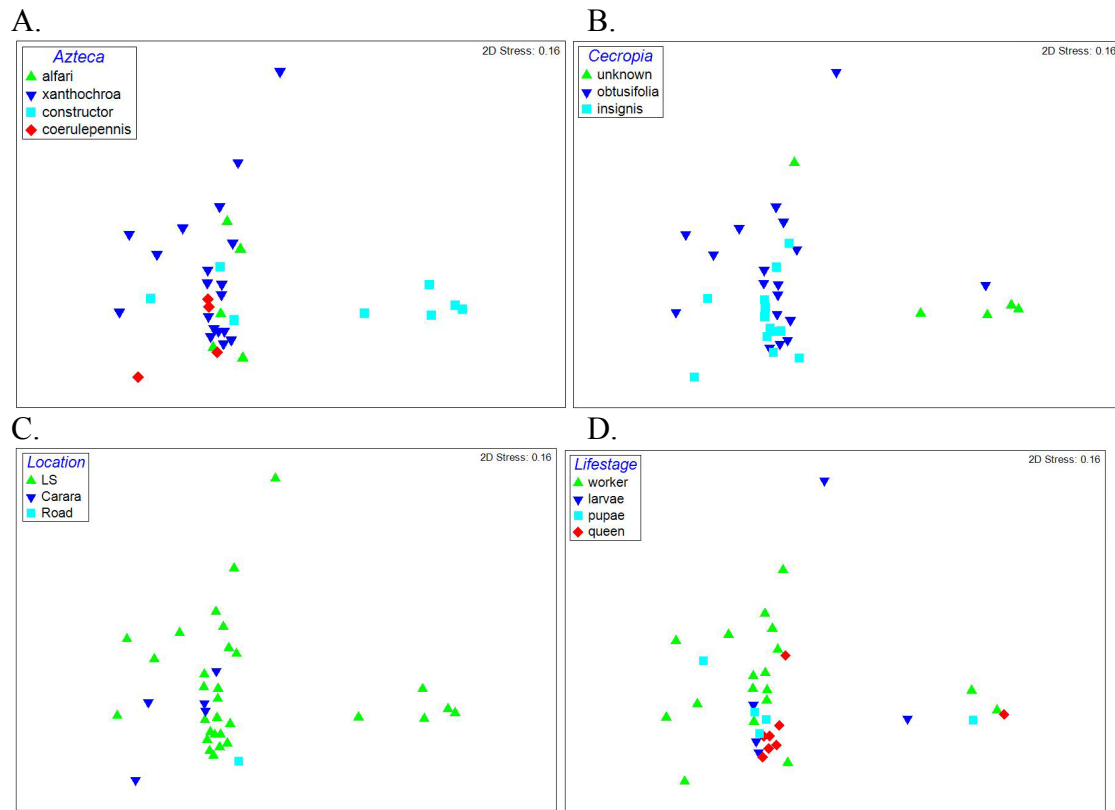 A.
B.
Azteca
alfari
xanthochroa
constructor
coerulepennis
2D Stress: 0.16
Cecropia
unknown
obtusifolia
insignis
2D Stress: 0.16
C.
D.
Location
LS
Carara
Road
2D Stress: 0.16
Lifestage
worker
larvae
pupae
queen
2D Stress: 0.16